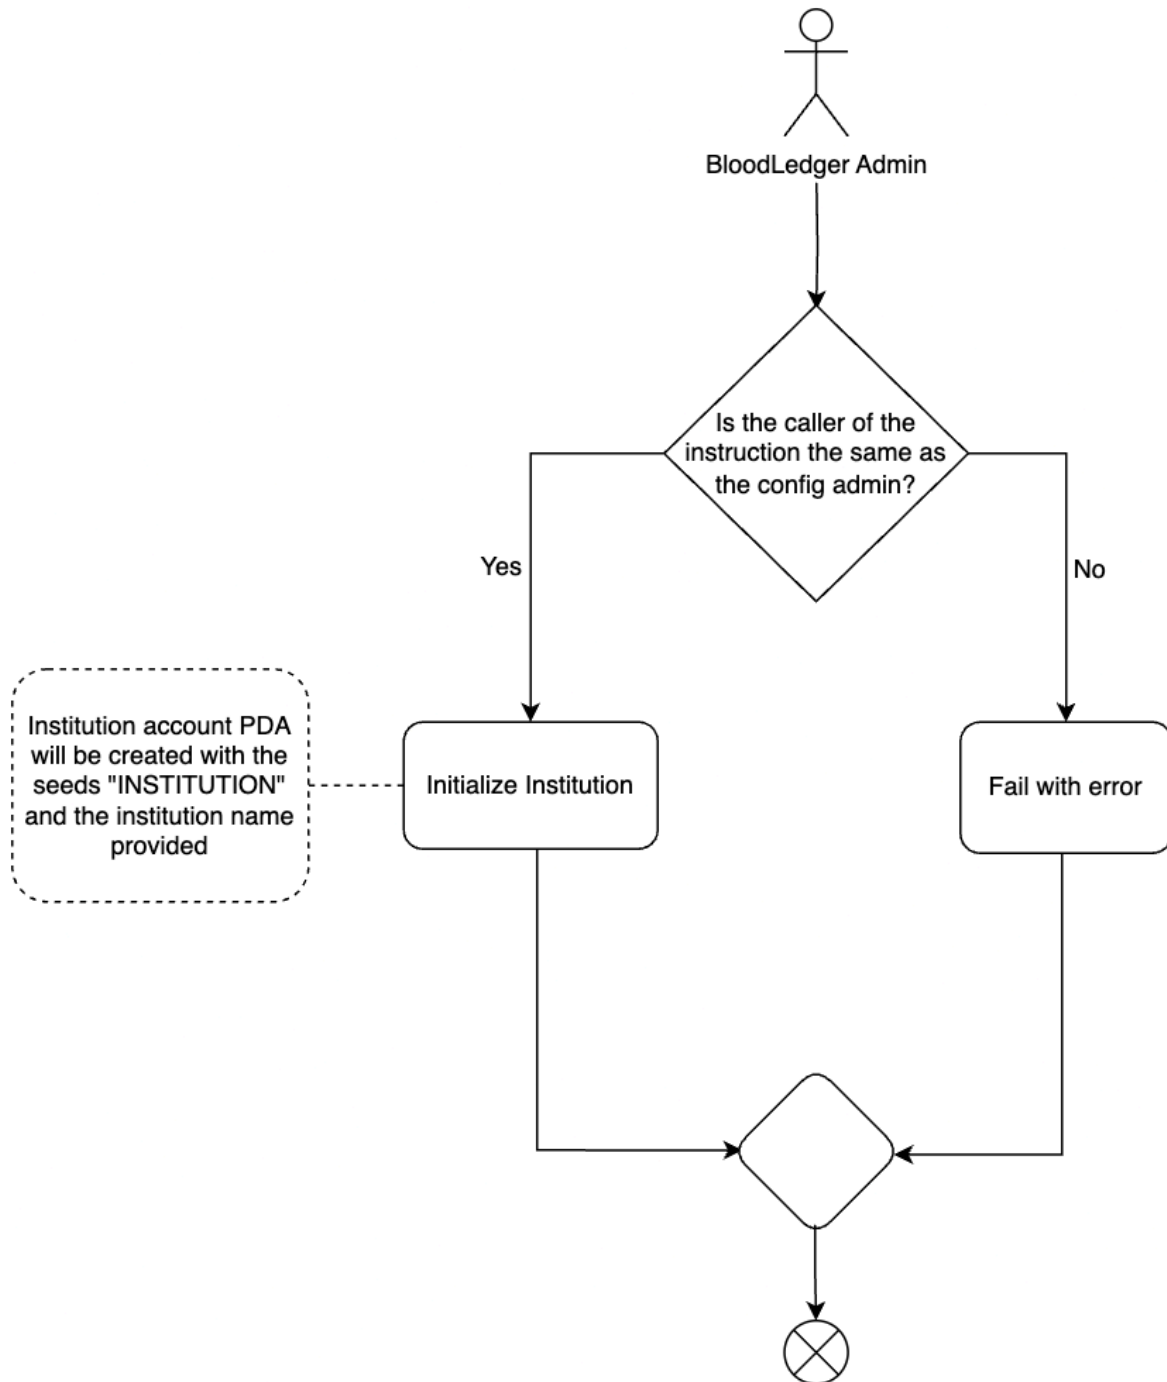 BloodLedger Admin
Is the caller of the
instruction the same as
the config admin?
Yes
No
Institution account PDA
will be created with the
seeds "INSTITUTION"
and the institution name
provided
Initialize Institution
Fail with error